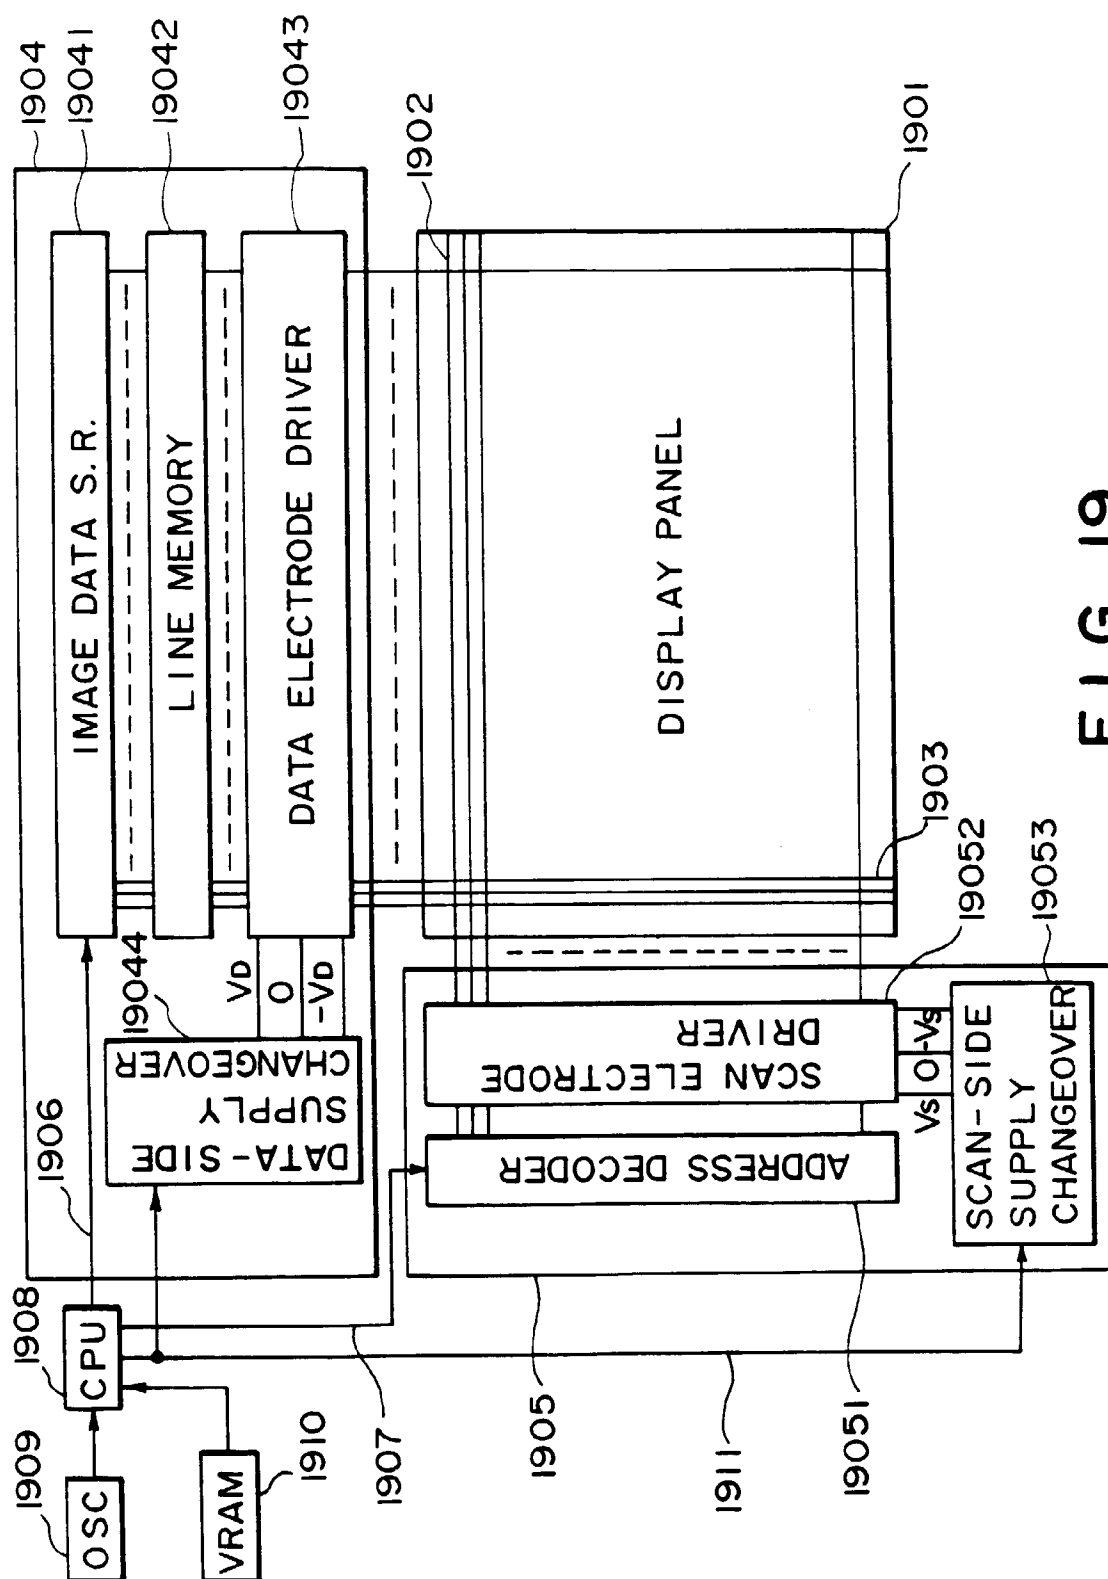 1904
19041
19042
19043
1902
1901
IMAGE DATA S.R.
LINE MEMORY
DATA ELECTRODE DRIVER
DISPLAY PANEL
1903
19052
19053
19044
VD
O
-VD
DATA-SIDE
SUPPLY
CHANGEOVER
SCAN ELECTRODE
DRIVER
ADDRESS DECODER
VS
O
-VS
SCAN-SIDE
SUPPLY
CHANGEOVER
1906
1908
CPU
1909
OSC
VRAM
1910
1907
1905
1911
19051
FIG 19